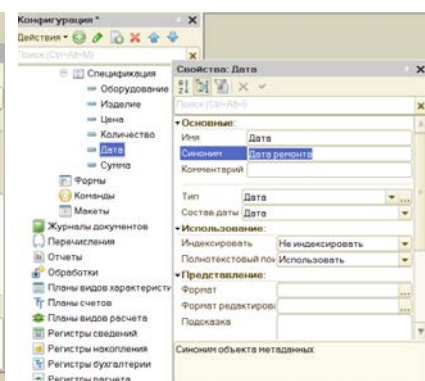 Конфигурация *
Действия
Поиск (Ctrl+Alt+M)
Спецификация
Оборудование
Изделие
Цена
Количество
Дата
Сумма
Формы
Команды
Макеты
Журналы документов
Перечисления
Отчеты
Обработки
Планы видов характеристи
Планы счетов
Планы видов расчета
Регистры сведений
Регистры накопления
Регистры бухгалтерии
Регистры расчета
Свойства: Дата
Поиск (Ctrl+Alt+I)
Основные:
Имя Дата
Синоним Дата ремонта
Комментарий
Тип Дата
Состав даты Дата
Использование:
Индексировать Не индексировать
Полнотекстовый пои Использовать
Представление:
Формат
Формат редактирова
Подсказка
Синоним объекта метаданных